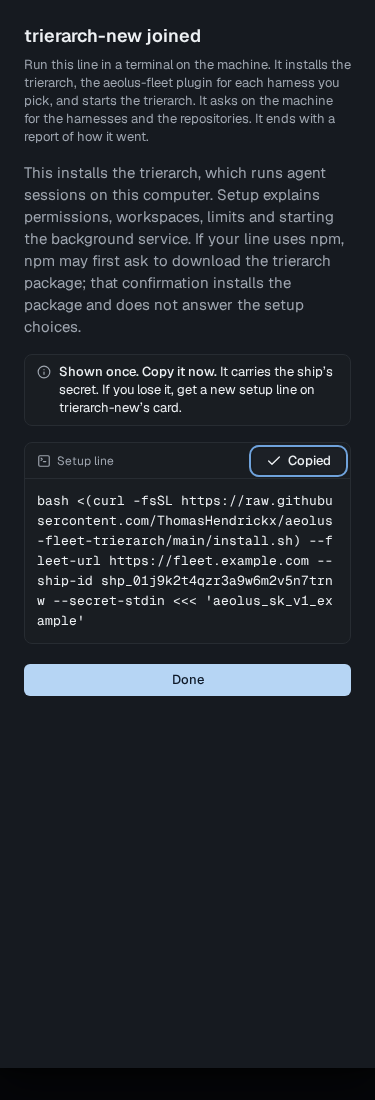 trierarch-new joined
Run this line in a terminal on the machine. It installs the
trierarch, the aeolus-fleet plugin for each harness you
pick, and starts the trierarch. It asks on the machine
for the harnesses and the repositories. It ends with a
report of how it went.
This installs the trierarch, which runs agent
sessions on this computer. Setup explains
permissions, workspaces, limits and starting
the background service. If your line uses npm,
npm may first ask to download the trierarch
package; that confirmation installs the
package and does not answer the setup
choices.
Shown once. Copy it now. It carries the ship's
secret. If you lose it, get a new setup line on
trierarch-new's card.
Setup line
Copied
bash <(curl -fsSL https://raw.githubu
sercontent.com/ThomasHendrickx/aeolus
-fleet-trierarch/main/install.sh) --f
leet-url https://fleet.example.com --
ship-id shp_01j9k2t4qzr3a9w6m2v5n7trn
w --secret-stdin <<< 'aeolus_sk_v1_ex
ample'
Done